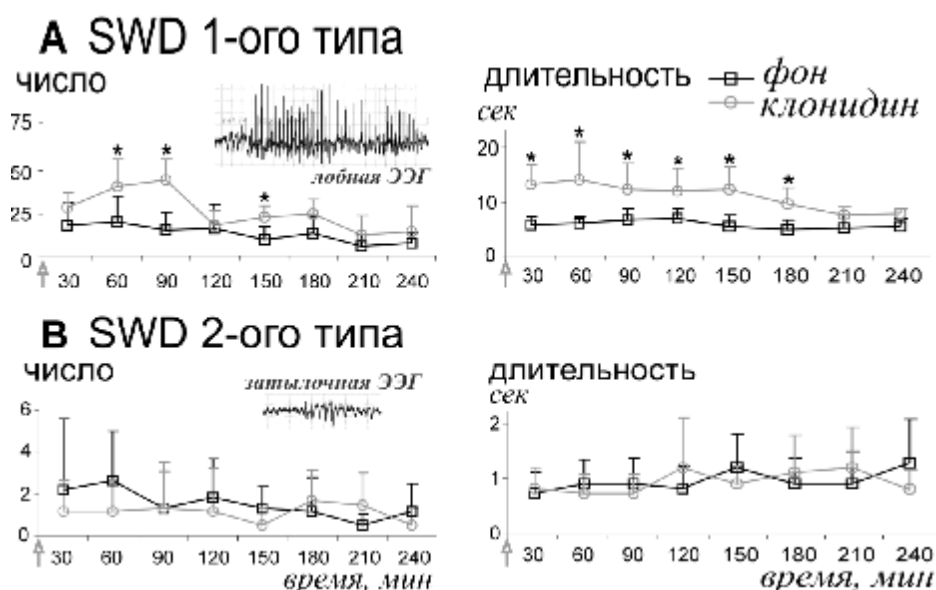 A SWD 1-ого типа
число
75
50
25
0
* * *
лобная ЭЭГ
30 60 90 120 150 180 210 240
длительность
сек
фон
клонидин
20
10
0
* * * * * *
30 60 90 120 150 180 210 240
B SWD 2-ого типа
число
6
4
2
0
затылочная ЭЭГ
30 60 90 120 150 180 210 240
время, мин
длительность
сек
2
1
0
30 60 90 120 150 180 210 240
время, мин